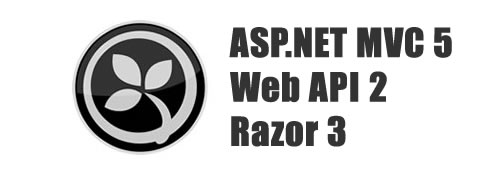 ASP.NET MVC 5
Web API 2
Razor 3